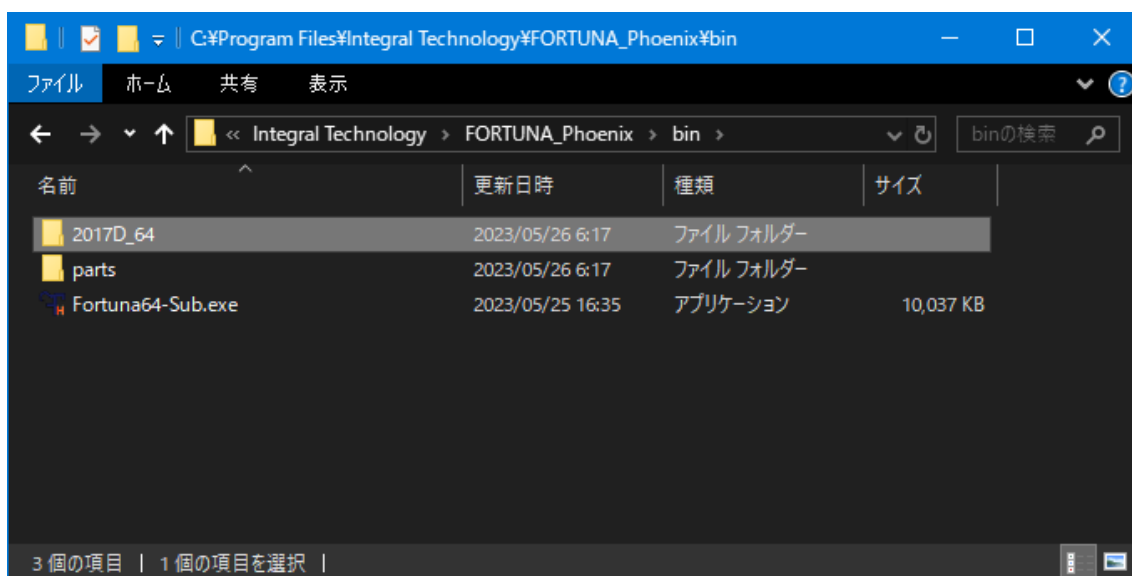 C:¥Program Files¥Integral Technology¥FORTUNA_Phoenix¥bin
ファイル ホーム 共有 表示
« Integral Technology › FORTUNA_Phoenix › bin › binの検索
名前 更新日時 種類 サイズ
2017D_64 2023/05/26 6:17 ファイル フォルダー
parts 2023/05/26 6:17 ファイル フォルダー
Fortuna64-Sub.exe 2023/05/25 16:35 アプリケーション 10,037 KB
3 個の項目 | 1 個の項目を選択 |